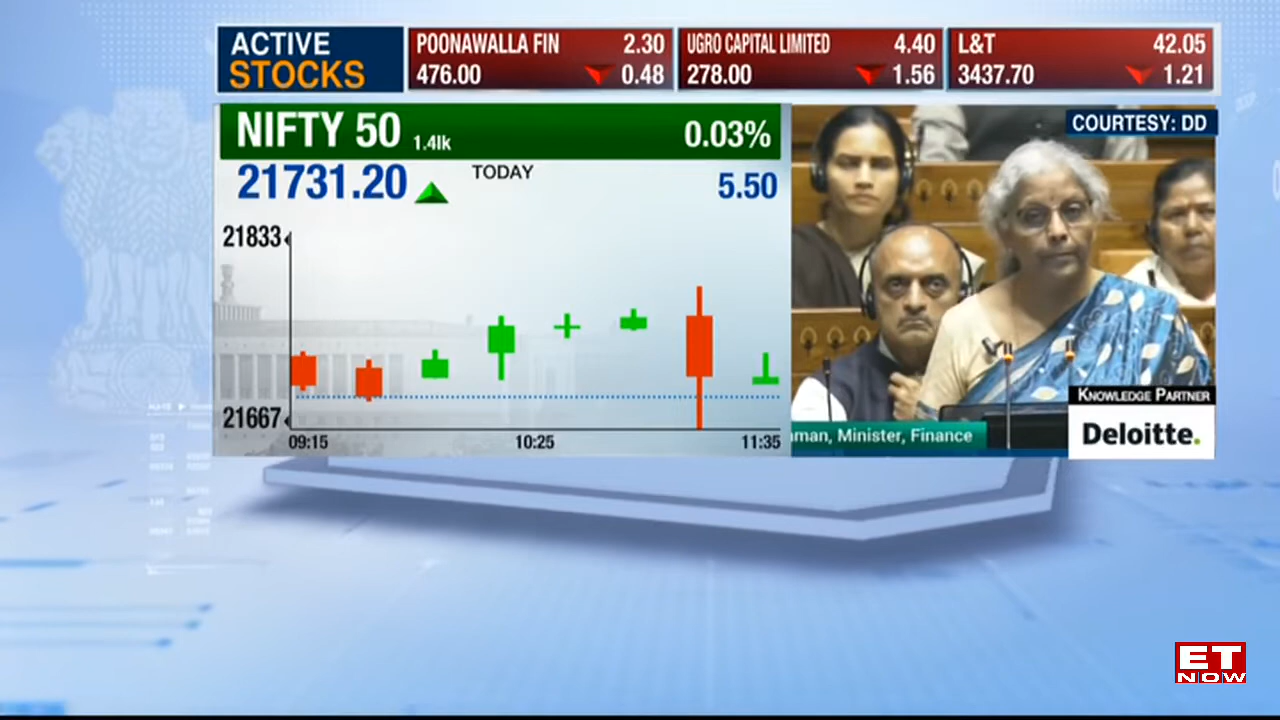 ACTIVE
STOCKS
POONAWALLA FIN 2.30
476.00 0.48
UGRO CAPITAL LIMITED 4.40
278.00 1.56
L&T 42.05
3437.70 1.21
NIFTY 50 1.4lk 0.03%
21731.20 TODAY 5.50
21833
21667
09:15 10:25 11:35
COURTESY: DD
man, Minister, Finance
KNOWLEDGE PARTNER
Deloitte.
ET
NOW